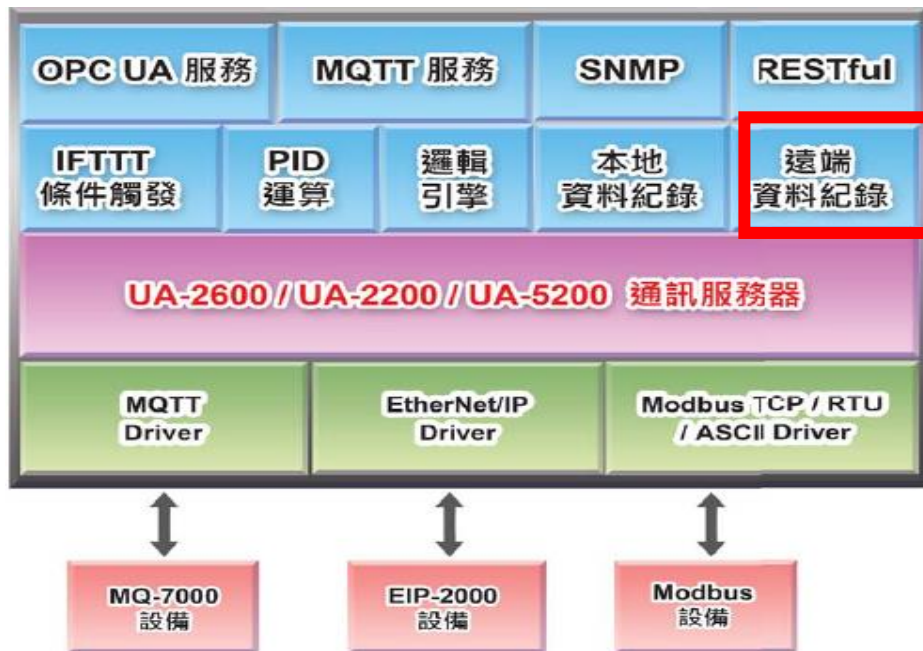 OPC UA 服務
MQTT 服務
SNMP
RESTful
IFTTT
條件觸發
PID
運算
邏輯
引擎
本地
資料紀錄
遠端
資料紀錄
UA-2600 / UA-2200 / UA-5200 通訊服務器
MQTT
Driver
EtherNet/IP
Driver
Modbus TCP / RTU
/ ASCII Driver
MQ-7000
設備
EIP-2000
設備
Modbus
設備